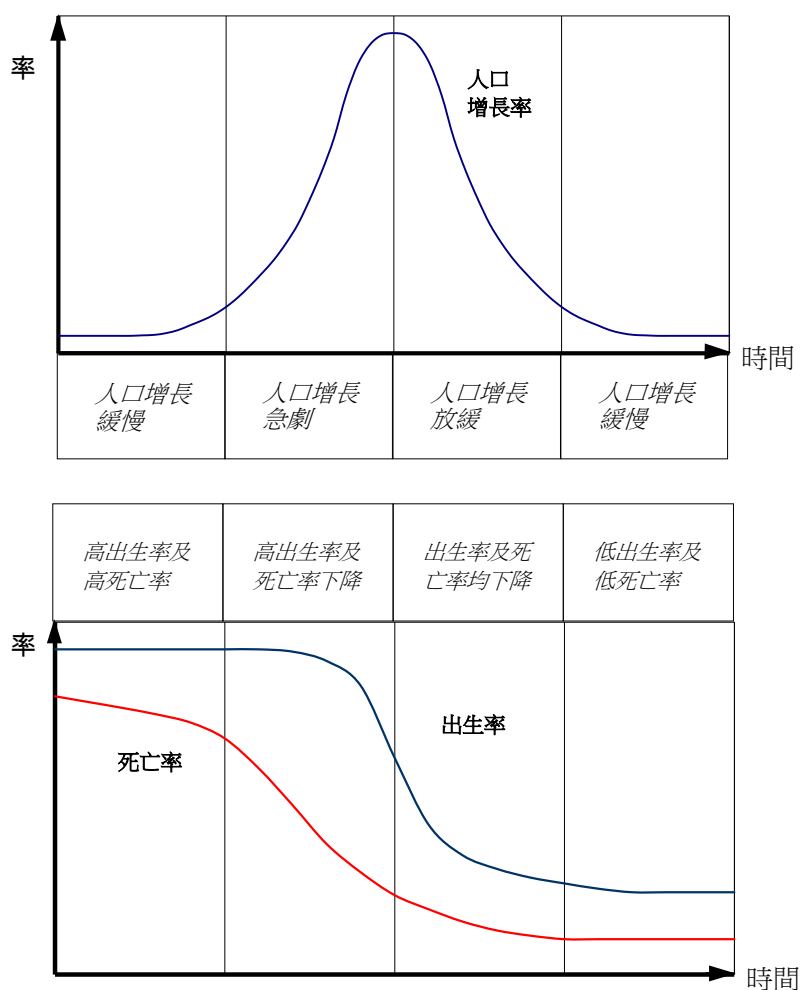 率
人口
增長率
時間
人口增長
緩慢
人口增長
急劇
人口增長
放緩
人口增長
緩慢
高出生率及
高死亡率
高出生率及
死亡率下降
出生率及死
亡率均下降
低出生率及
低死亡率
率
出生率
死亡率
時間